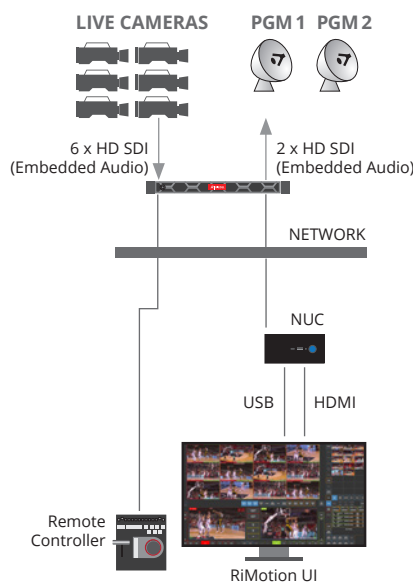 LIVE CAMERAS
PGM 1 PGM 2
6 x HD SDI
(Embedded Audio)
2 x HD SDI
(Embedded Audio)
NETWORK
NUC
USB HDMI
Remote
Controller
RiMotion UI